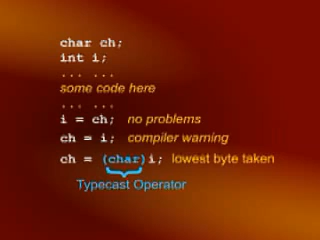 char ch;
int i;
... ...
some code here
... ...
i = ch; no problems
ch = i; compiler warning
ch = (char)i; lowest byte taken
Typecast Operator